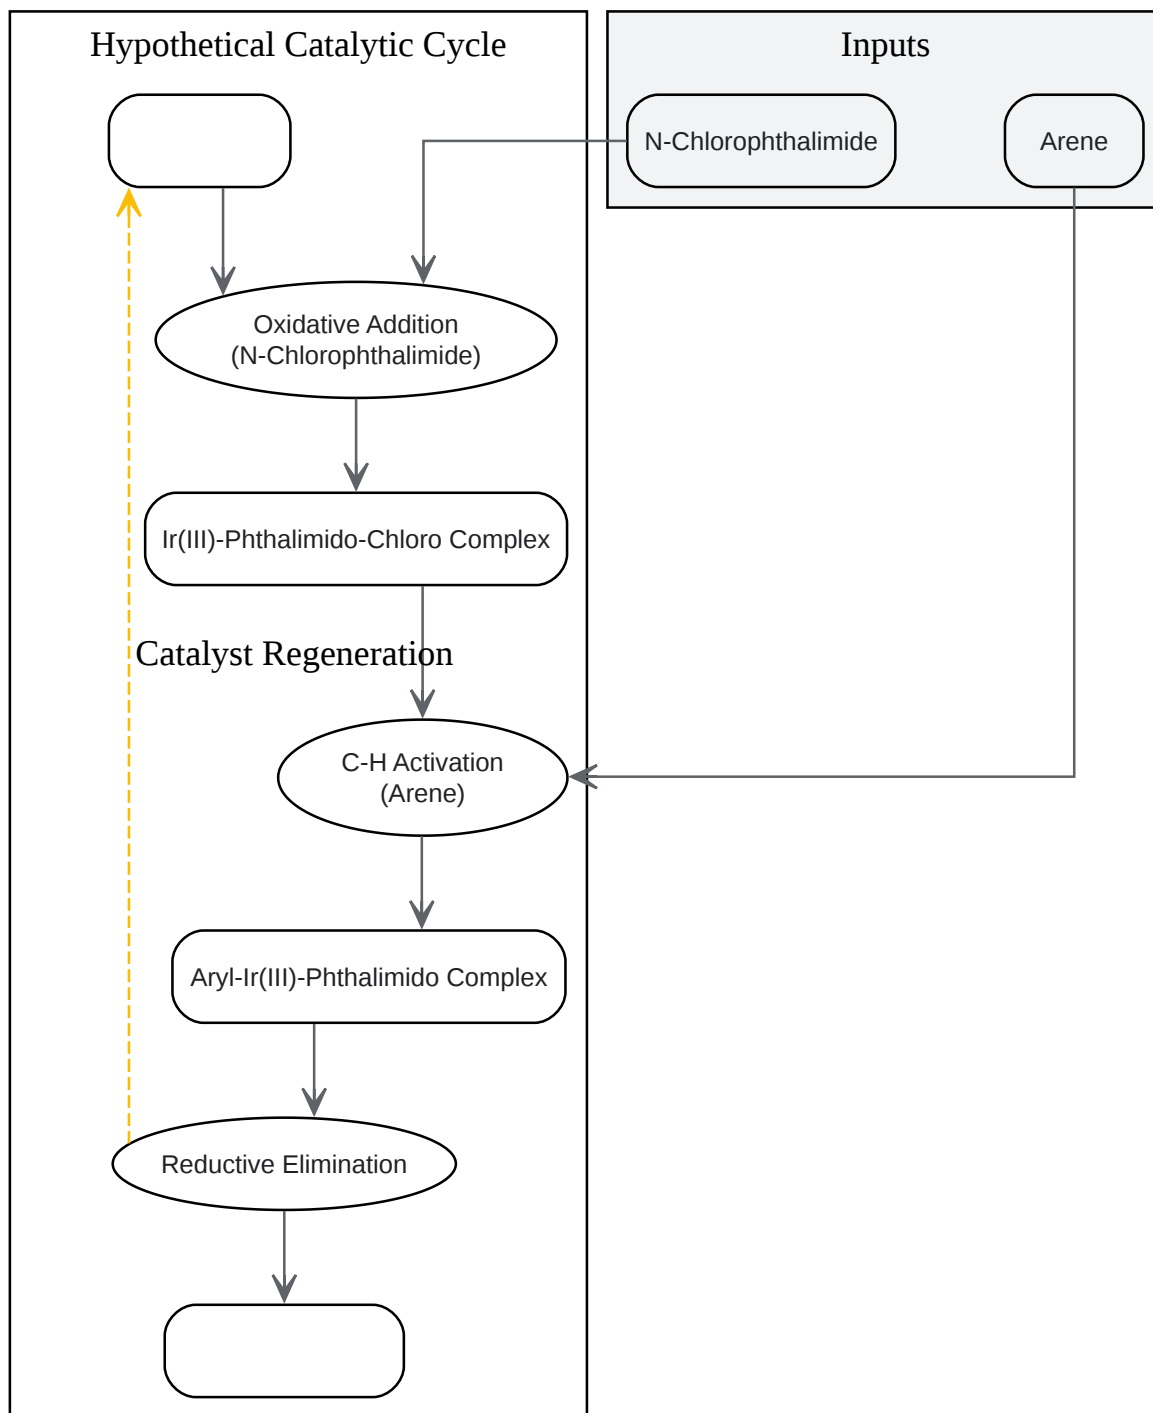 Hypothetical Catalytic Cycle
Inputs
N-Chlorophthalimide
Arene
Oxidative Addition
(N-Chlorophthalimide)
Ir(III)-Phthalimido-Chloro Complex
Catalyst Regeneration
C-H Activation
(Arene)
Aryl-Ir(III)-Phthalimido Complex
Reductive Elimination